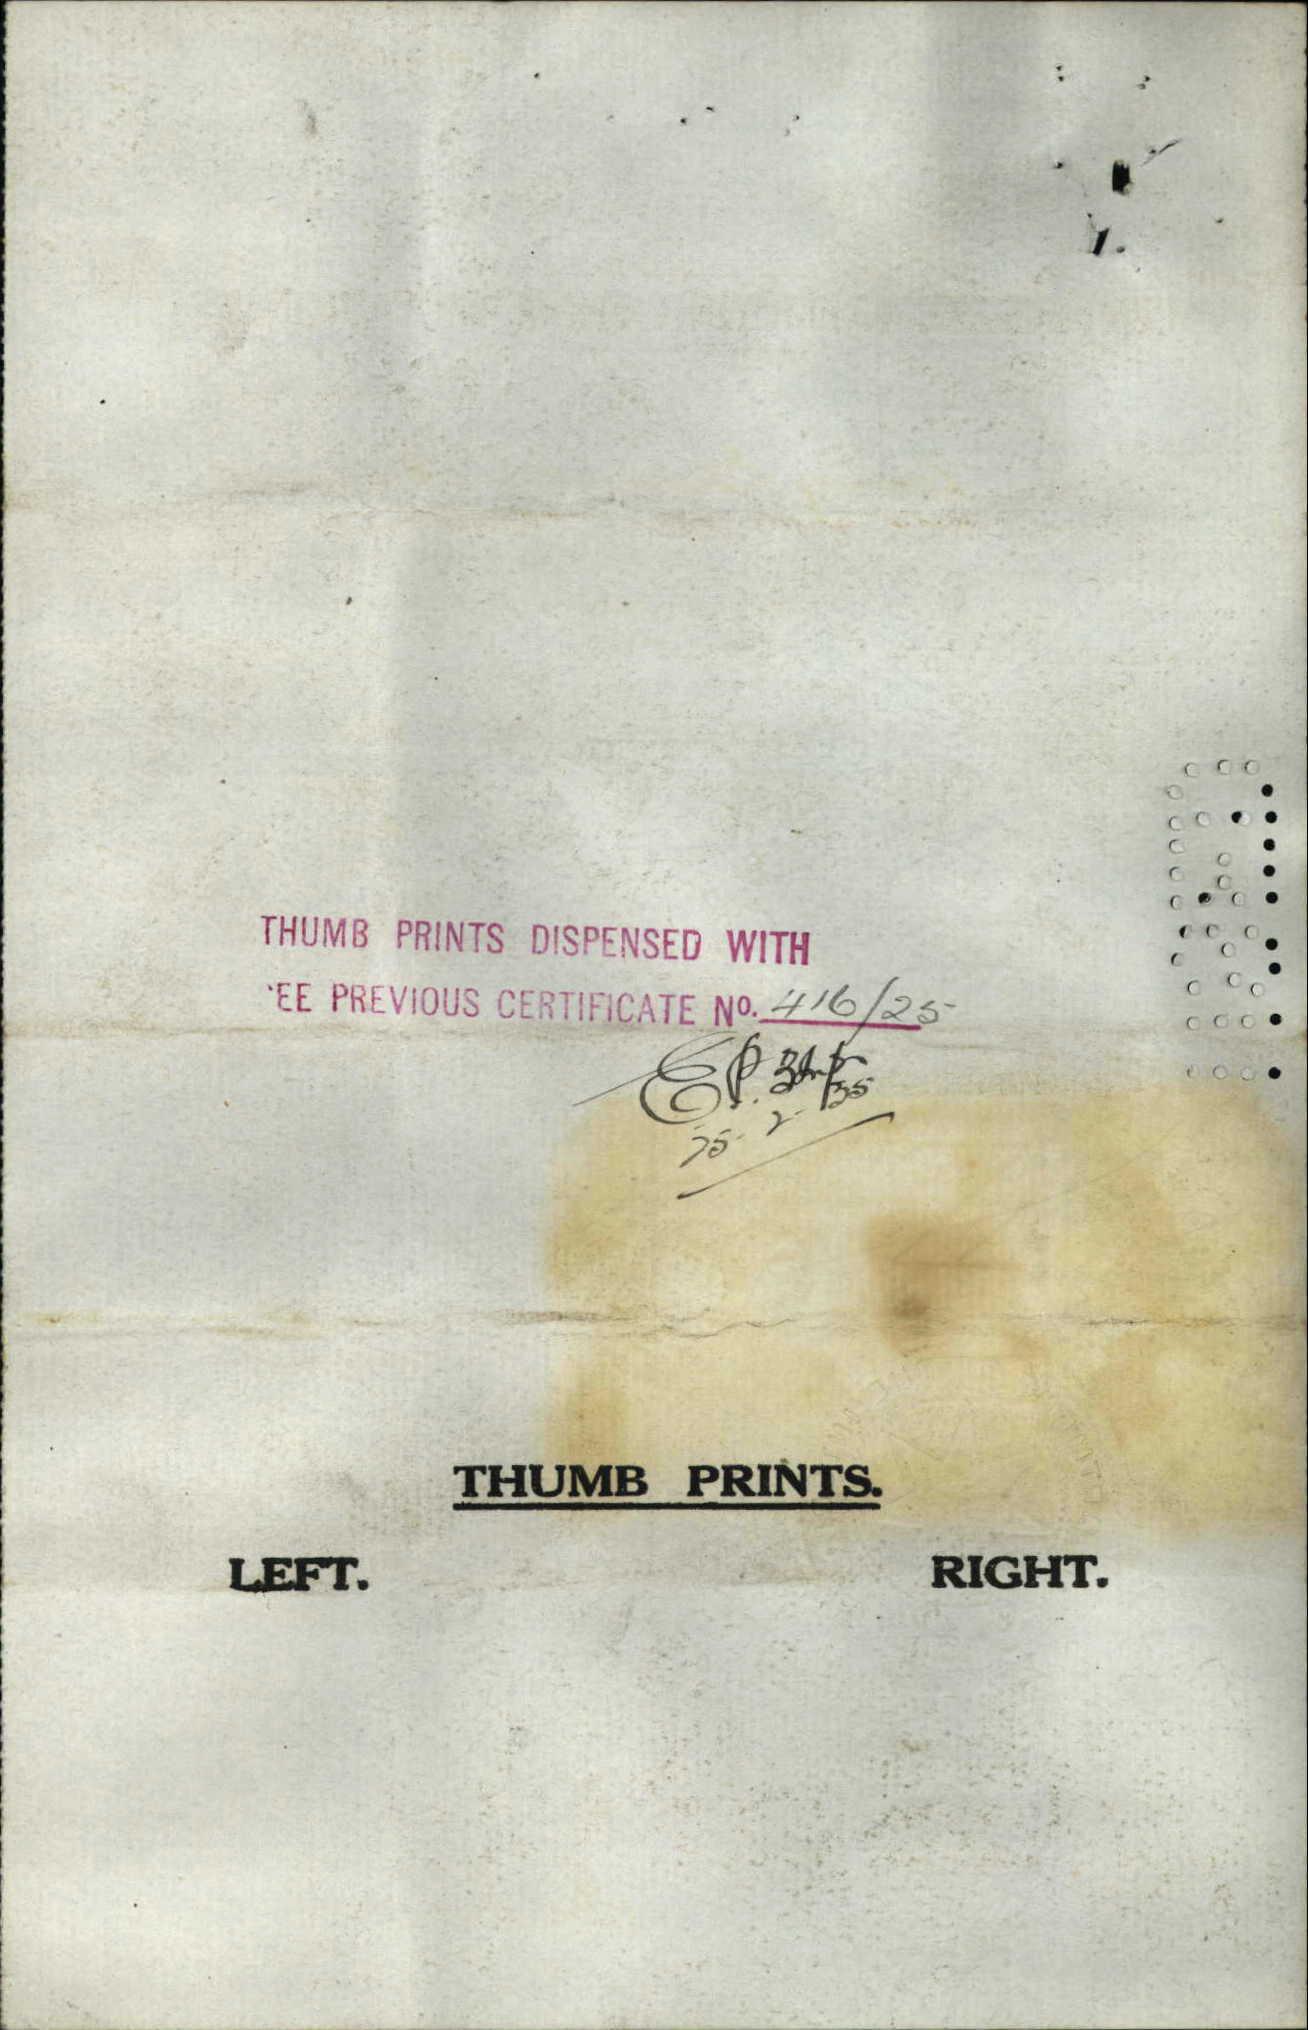 THUMB PRINTS DISPENSED WITH
'EE PREVIOUS CERTIFICATE No. 416/25
THUMB PRINTS.
LEFT.
RIGHT.